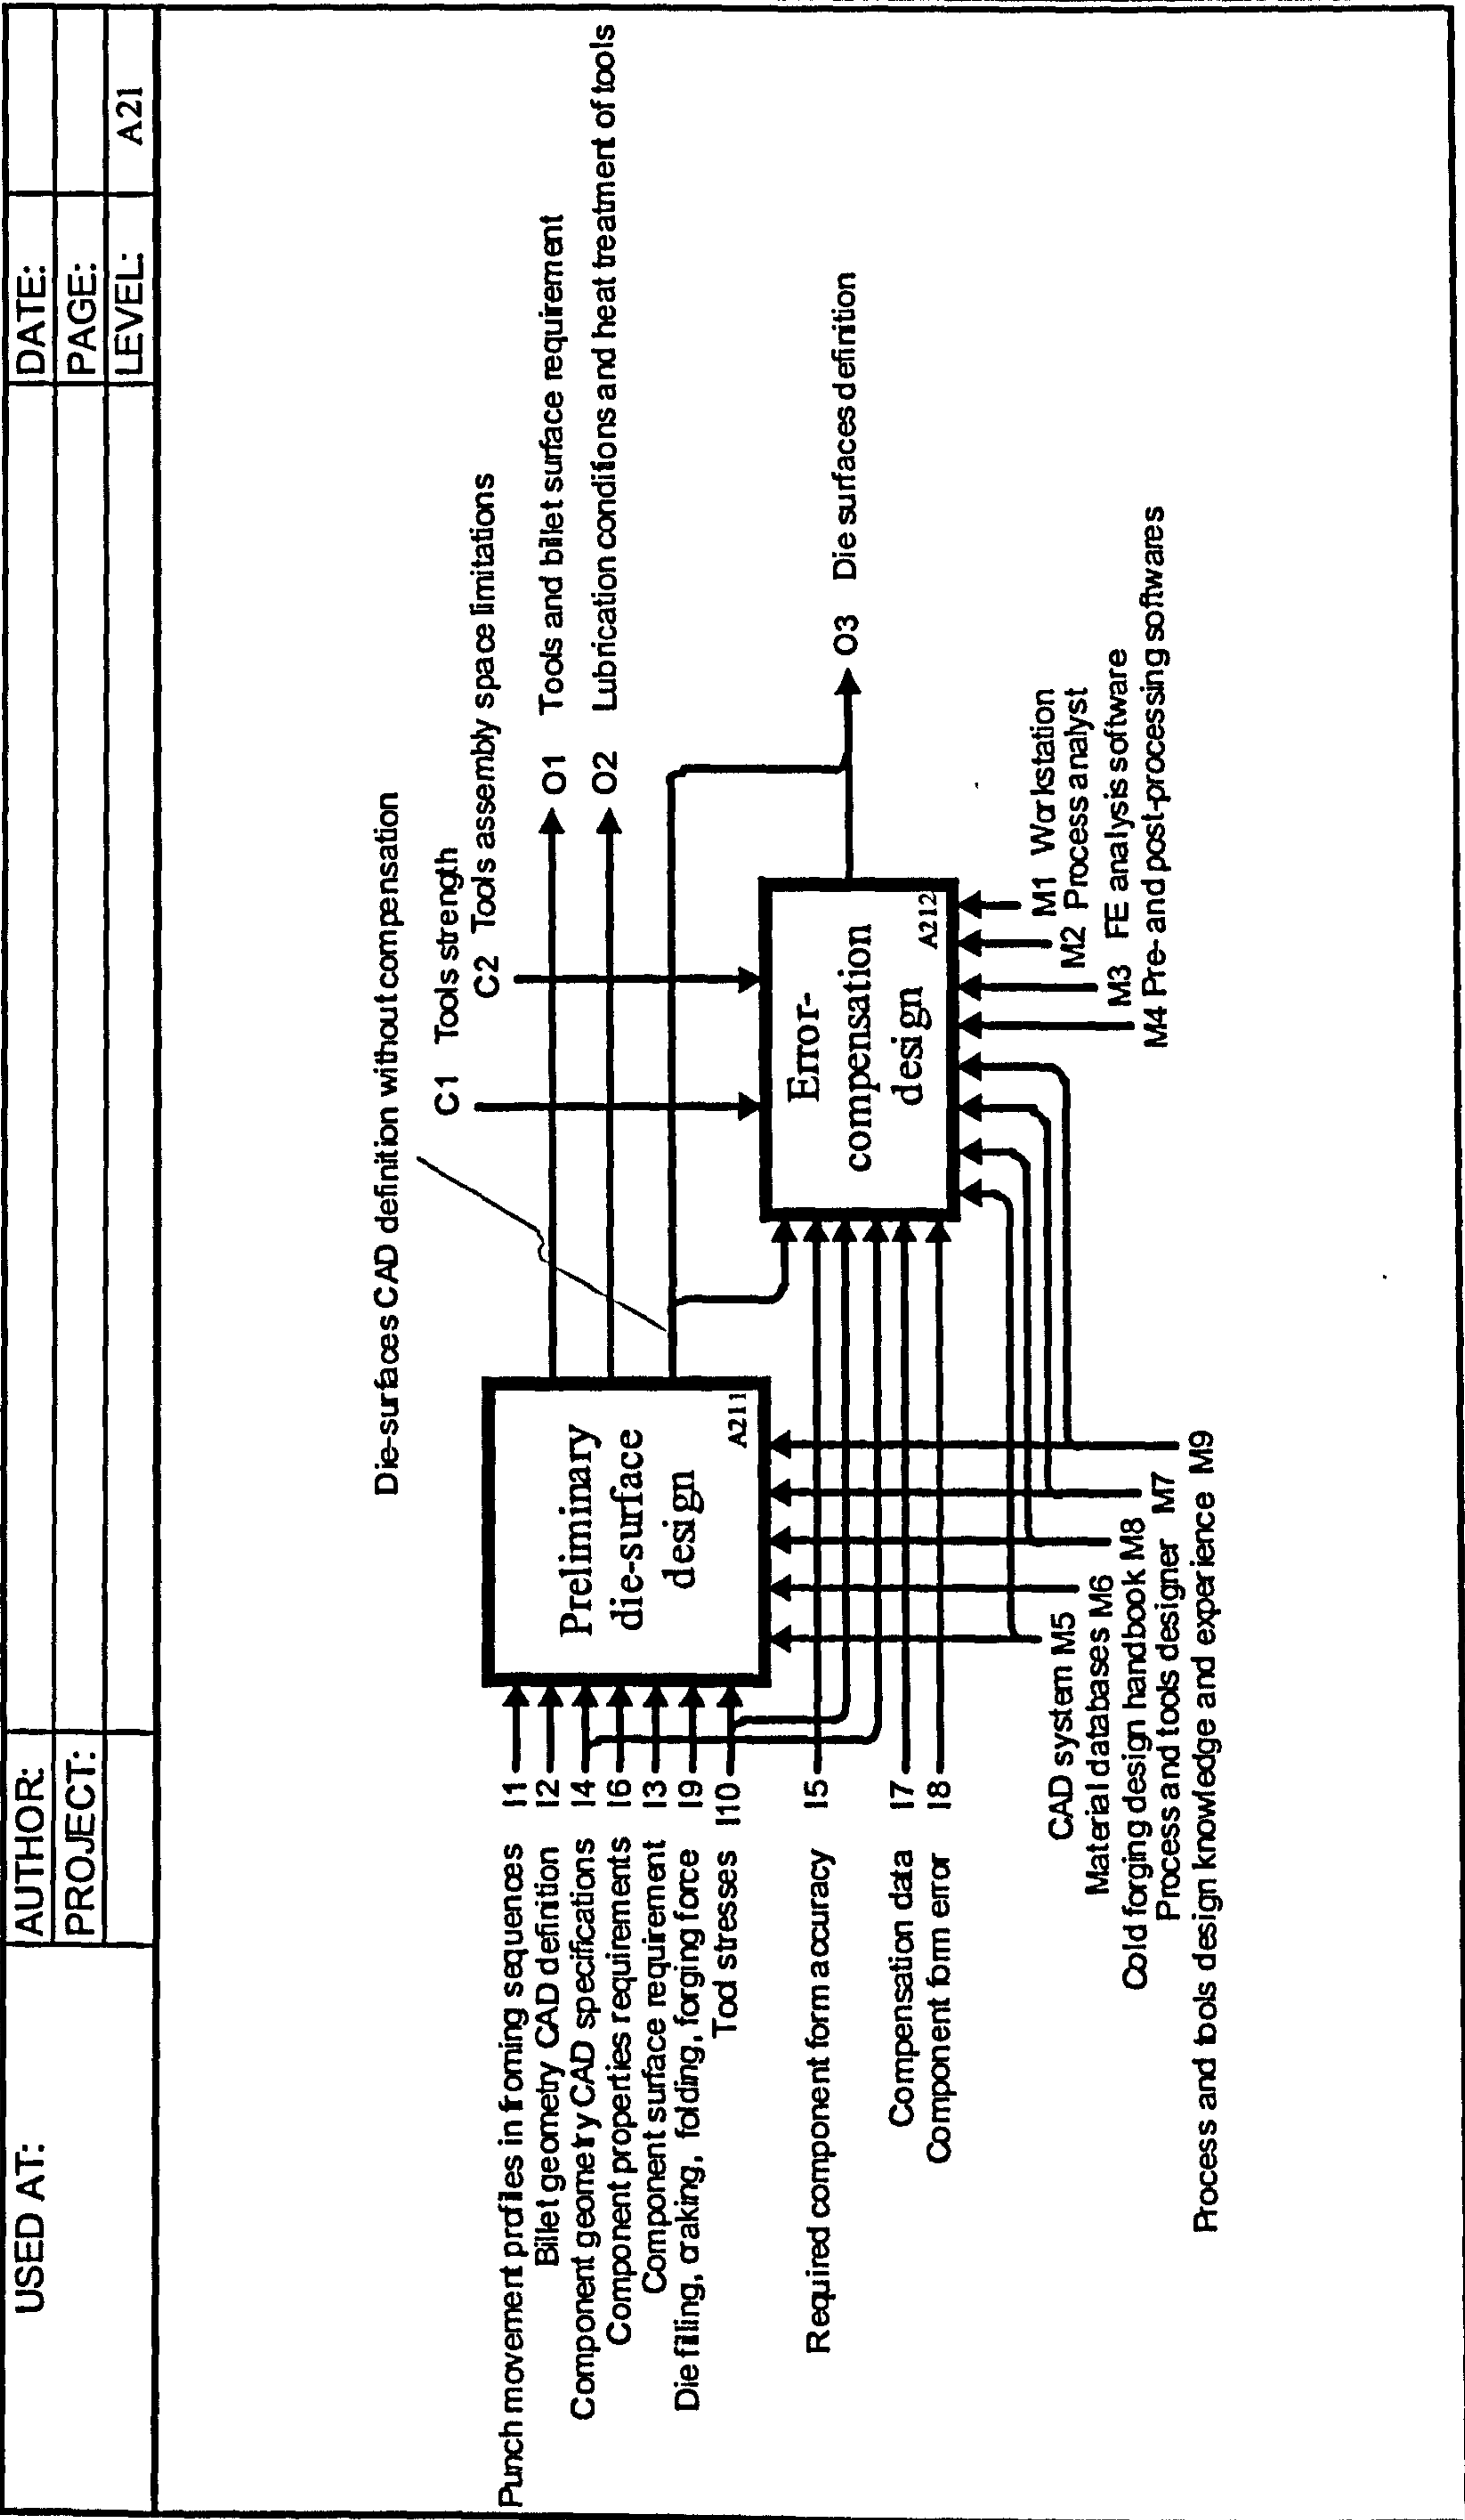 USED AT:
AUTHOR:
DATE:
PROJECT:
PAGE:
LEVEL: A21
Die-surfaces CAD definition without compensation
C1 Tools strength
C2 Tools assembly space limitations
O1 Tools and billet surface requirement
O2 Lubrication conditions and heat treatment of tools
Punch movement profiles in froming sequences I1
Billet geometry CAD definition I2
Component geometry CAD specifications I4
Component properties requirements I6
Component surface requirement I3
Die filling, craking, folding, forging force I9
Tool stresses I10
Preliminary
die-surface
design
A211
Required component form accuracy I5
Compensation data I7
Component form error I8
Error-
compensation
design
A212
O3 Die surfaces definition
M1 Workstation
M2 Process analyst
M3 FE analysis software
M4 Pre- and post-processing softwares
CAD system M5
Material databases M6
Cold forging design handbook M8
Process and tools designer M7
Process and tools design knowledge and experience M9